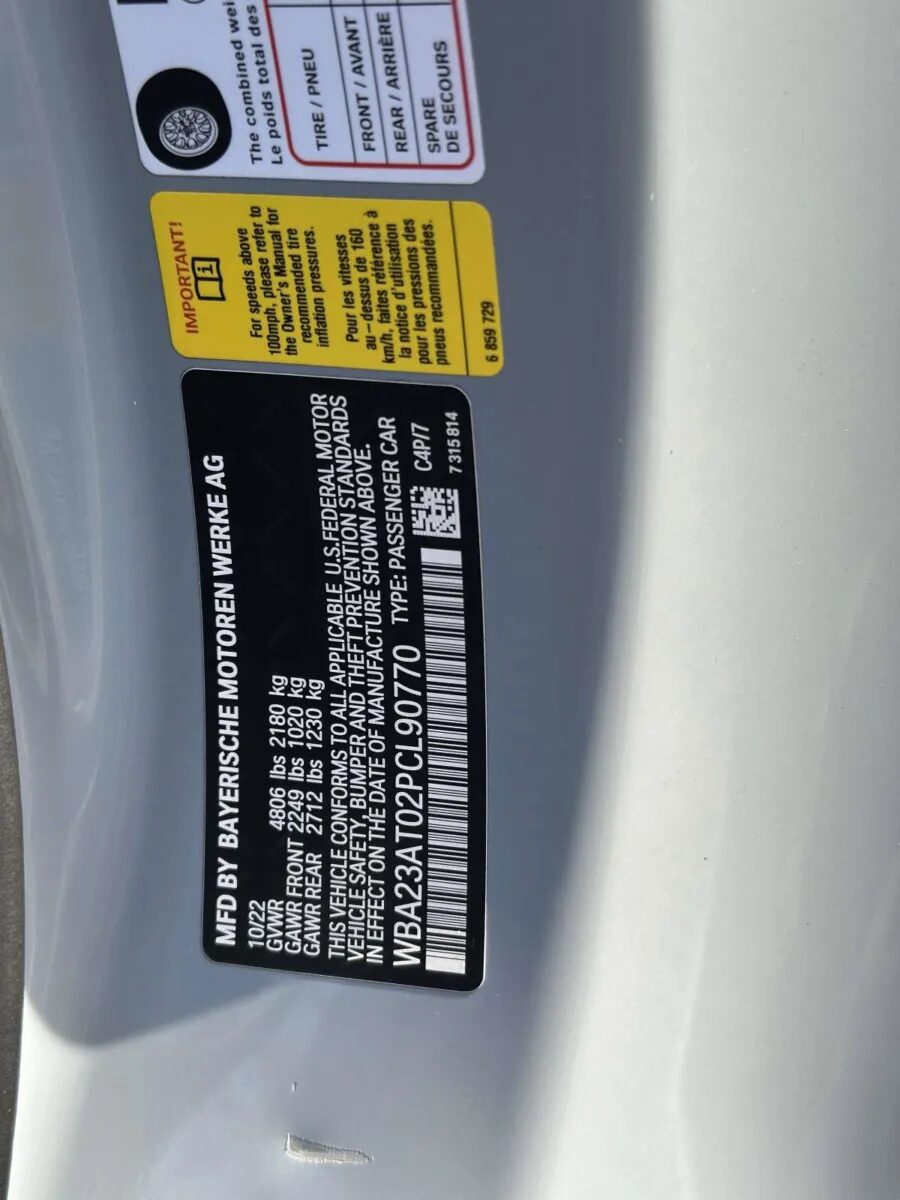 The combined wei
Le poids total des
TIRE / PNEU
FRONT / AVANT
REAR / ARRIÈRE
SPARE
DE SECOURS
IMPORTANT!
i
For speeds above
100mph, please refer to
the Owner's Manual for
recommended tire
inflation pressures.
Pour les vitesses
au-dessus de 160
km/h, faites référence à
la notice d'utilisation
pour les pressions des
pneus recommandées.
6 859 729
MFD BY BAYERISCHE MOTOREN WERKE AG
10/22
GVWR 4806 lbs 2180 kg
GAWR FRONT 2249 lbs 1020 kg
GAWR REAR 2712 lbs 1230 kg
THIS VEHICLE CONFORMS TO ALL APPLICABLE U.S.FEDERAL MOTOR
VEHICLE SAFETY, BUMPER AND THEFT PREVENTION STANDARDS
IN EFFECT ON THE DATE OF MANUFACTURE SHOWN ABOVE.
WBA23AT02PCL90770 TYPE: PASSENGER CAR
C4P/7
7315814